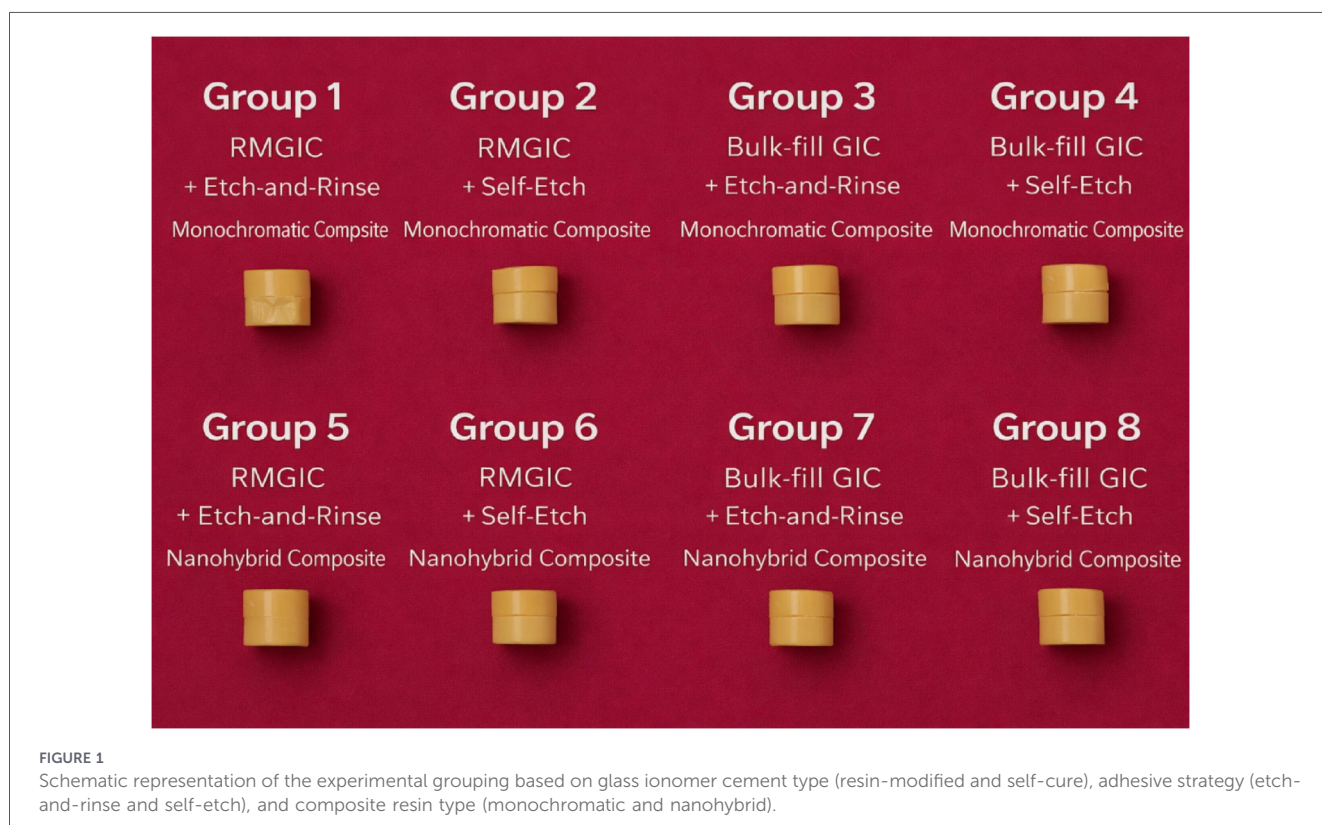 Group 1
RMGIC
+ Etch-and-Rinse
Monochromatic Compsite
Group 2
RMGIC
+ Self-Etch
Monochromatic Composite
Group 3
Bulk-fill GIC
+ Etch-and-Rinse
Monochromatic Composite
Group 4
Bulk-fill GIC
+ Self-Etch
Monochromatic Composite
Group 5
RMGIC
+ Etch-and-Rinse
Nanohybrid Composite
Group 6
RMGIC
+ Self-Etch
Nanohybrid Composite
Group 7
Bulk-fill GIC
+ Etch-and-Rinse
Nanohybrid Composite
Group 8
Bulk-fill GIC
+ Self-Etch
Nanohybrid Composite
FIGURE 1
Schematic representation of the experimental grouping based on glass ionomer cement type (resin-modified and self-cure), adhesive strategy (etch-
and-rinse and self-etch), and composite resin type (monochromatic and nanohybrid).